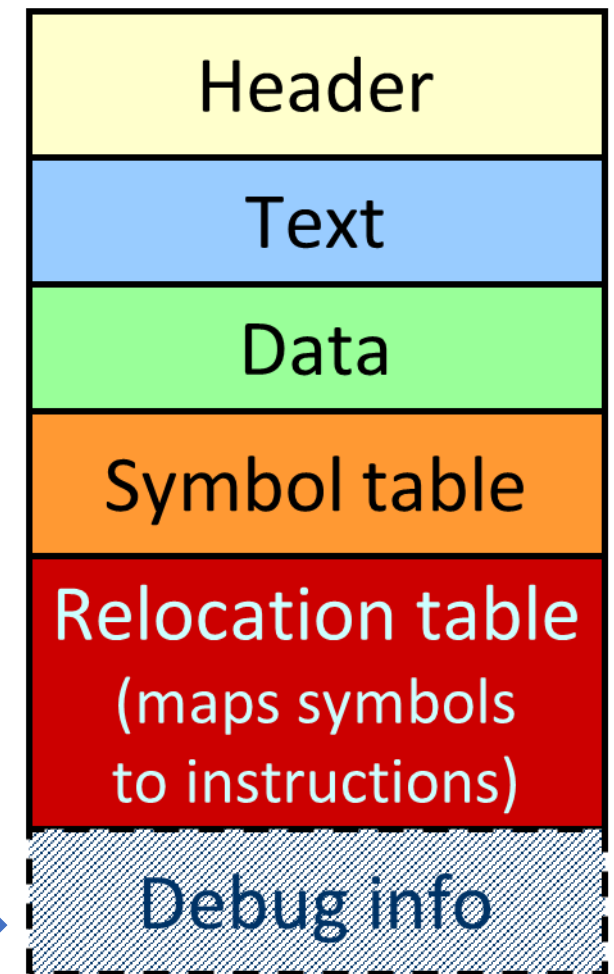 Header
Text
Data
Symbol table
Relocation table
(maps symbols
to instructions)
Debug info